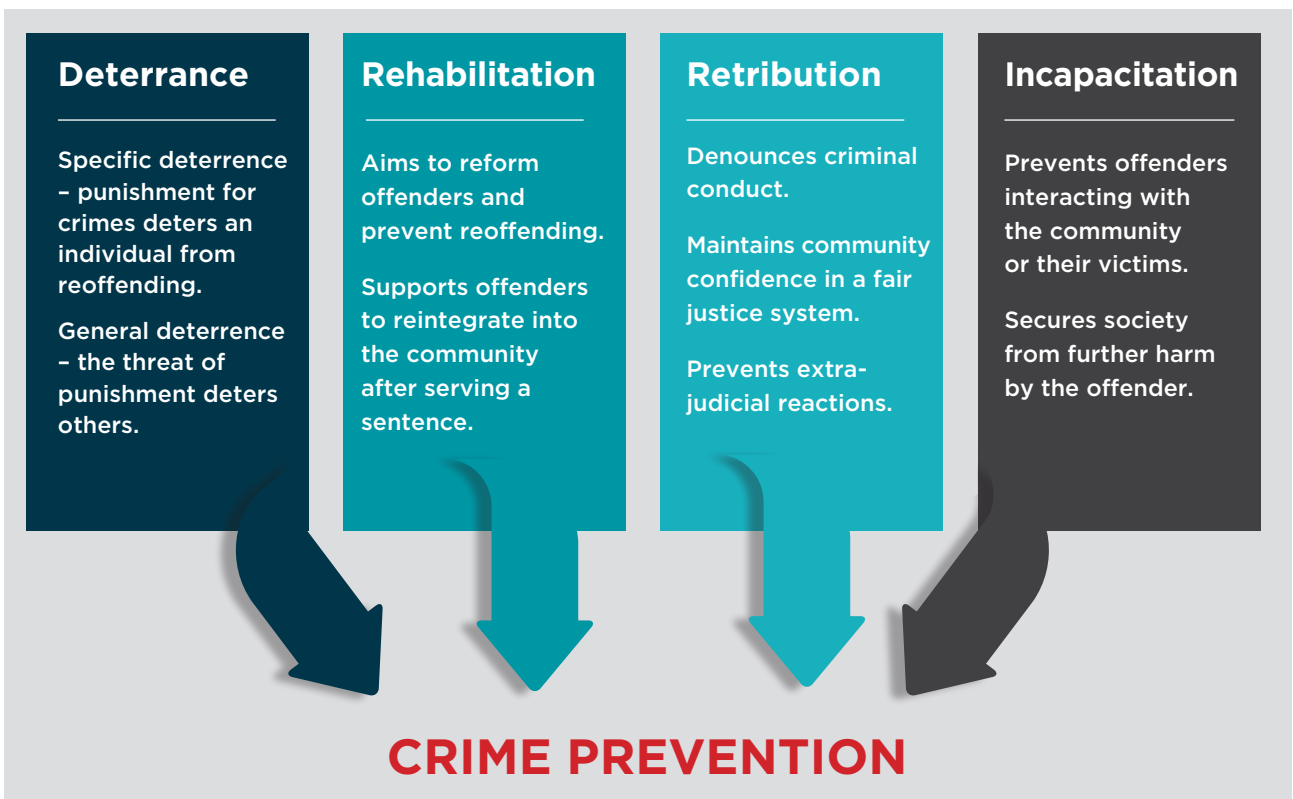 Deterrance
Specific deterrence
– punishment for
crimes deters an
individual from
reoffending.
General deterrence
– the threat of
punishment deters
others.
Rehabilitation
Aims to reform
offenders and
prevent reoffending.
Supports offenders
to reintegrate into
the community
after serving a
sentence.
Retribution
Denounces criminal
conduct.
Maintains community
confidence in a fair
justice system.
Prevents extra-
judicial reactions.
Incapacitation
Prevents offenders
interacting with
the community
or their victims.
Secures society
from further harm
by the offender.
CRIME PREVENTION